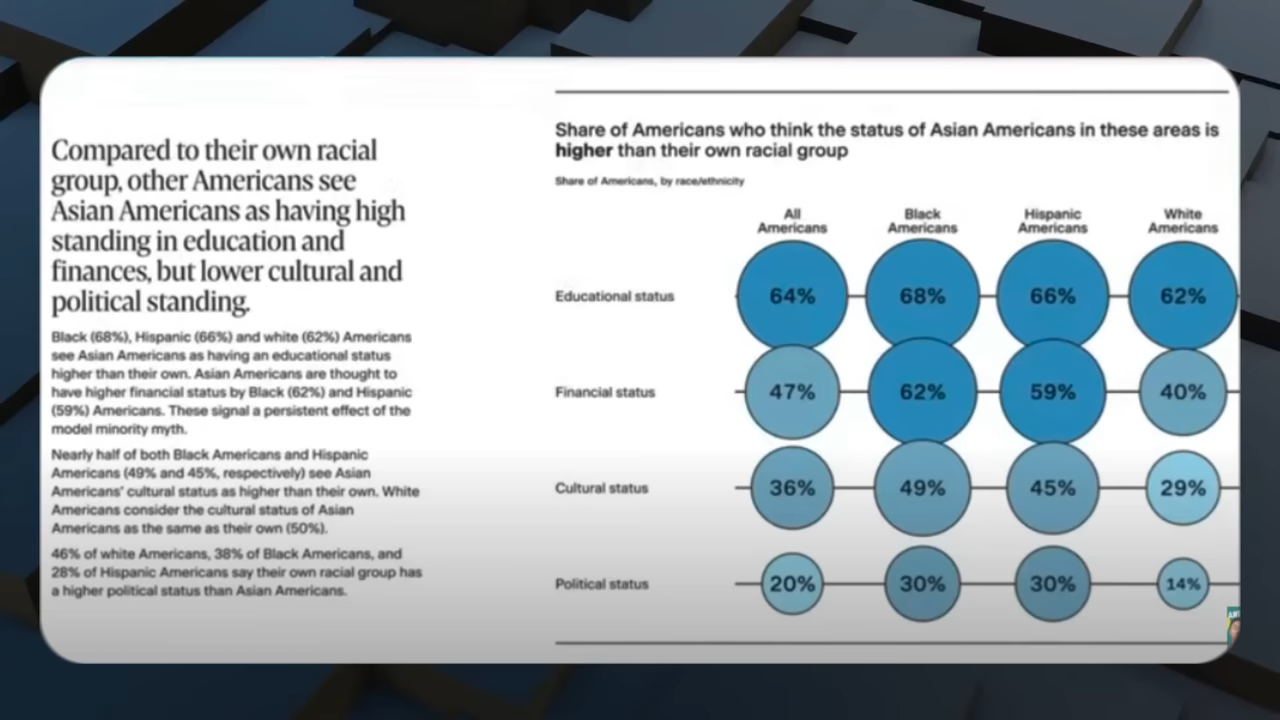 Compared to their own racial
group, other Americans see
Asian Americans as having high
standing in education and
finances, but lower cultural and
political standing.
Black (68%), Hispanic (66%) and white (62%) Americans
see Asian Americans as having an educational status
higher than their own. Asian Americans are thought to
have higher financial status by Black (62%) and Hispanic
(59%) Americans. These signal a persistent effect of the
model minority myth.
Nearly half of both Black Americans and Hispanic
Americans (49% and 45%, respectively) see Asian
Americans' cultural status as higher than their own. White
Americans consider the cultural status of Asian
Americans as the same as their own (50%).
46% of white Americans, 38% of Black Americans, and
28% of Hispanic Americans say their own racial group has
a higher political status than Asian Americans.
Share of Americans who think the status of Asian Americans in these areas is
higher than their own racial group
Share of Americans, by race/ethnicity
All Americans
Black Americans
Hispanic Americans
White Americans
Educational status 64% 68% 66% 62%
Financial status 47% 62% 59% 40%
Cultural status 36% 49% 45% 29%
Political status 20% 30% 30% 14%